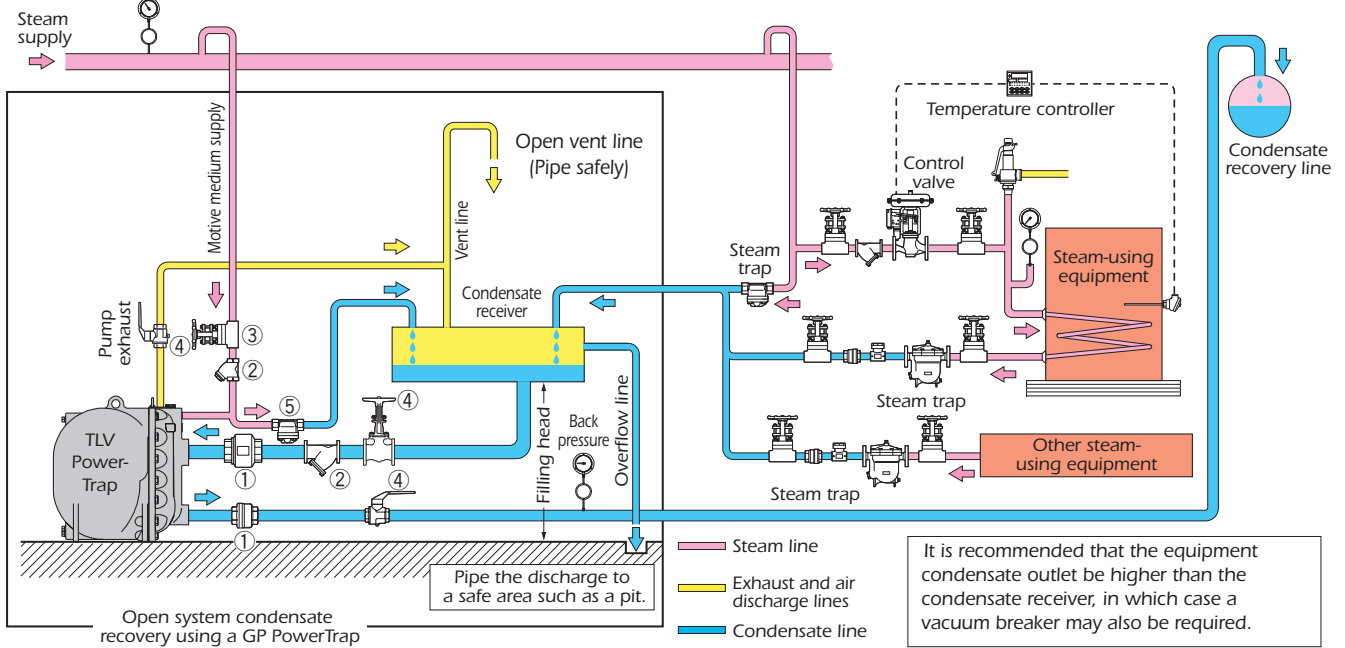 Steam
supply
Temperature controller
Condensate
recovery line
Motive medium supply
Open vent line
(Pipe safely)
Vent line
Control
valve
Steam
trap
Steam-using
equipment
Condensate
receiver
Pump
exhaust
④
③
②
⑤
④
Steam trap
TLV
Power-
Trap
①
②
④
Filling head
Back
pressure
Overflow line
Other steam-
using equipment
Steam trap
①
Steam line
Exhaust and air
discharge lines
Condensate line
Pipe the discharge to
a safe area such as a pit.
Open system condensate
recovery using a GP PowerTrap
It is recommended that the equipment
condensate outlet be higher than the
condensate receiver, in which case a
vacuum breaker may also be required.